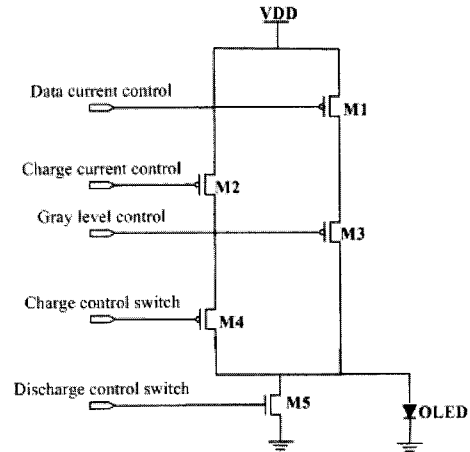 VDD
Data current control
M1
Charge current control
M2
Gray level control
M3
Charge control switch
M4
Discharge control switch
M5
OLED